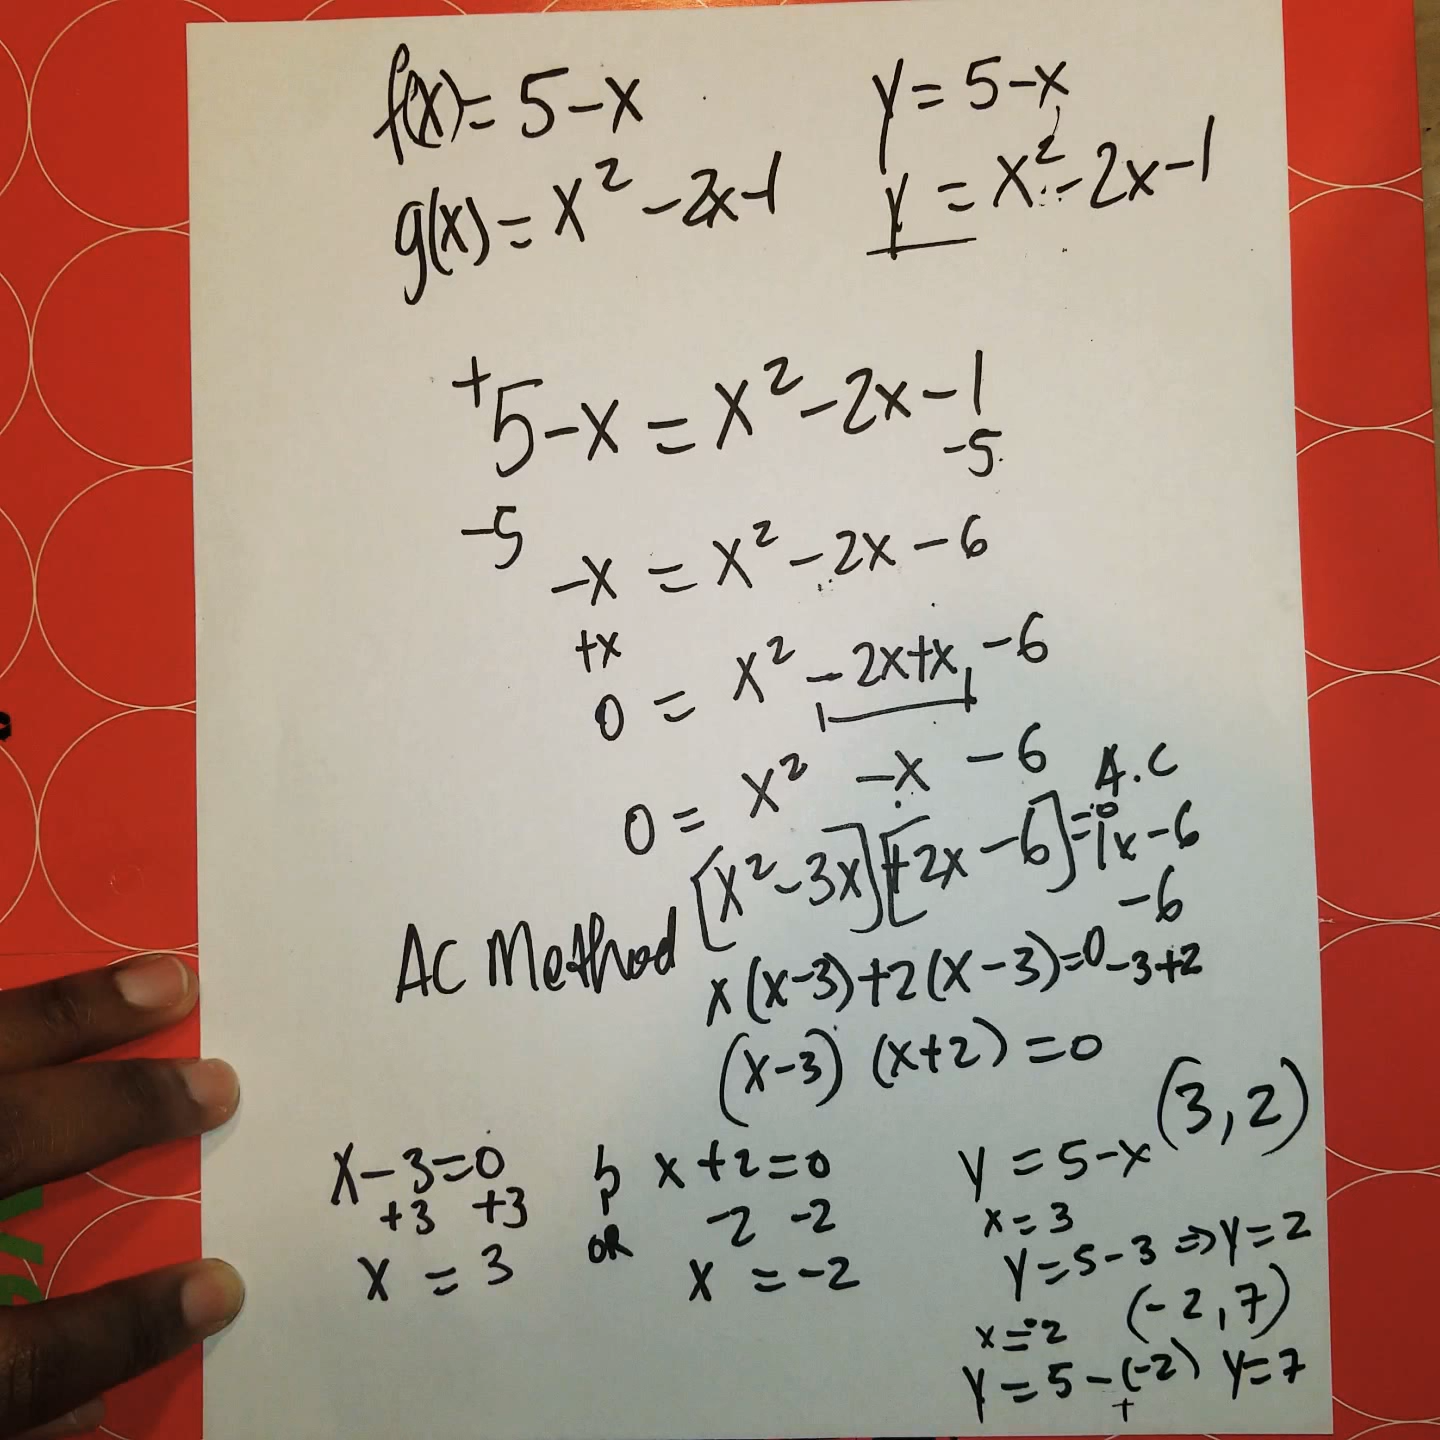 f(x)= 5-x
g(x)= x² -2x-1
y= 5-x
y = x²-2x-1
+5-x = x²-2x-1
-5 -5
-x = x²-2x-6
+x
0 = x² -2x+x -6
0= x² -x -6
A.C
[x²-3x][+2x -6]=0
1x-6
-6
AC Method
x(x-3)+2(x-3)=0
-3+2
(x-3) (x+2) =0
x-3=0
+3 +3
x = 3
OR
x+2=0
-2 -2
x =-2
(3,2)
y =5-x
x=3
y=5-3 ⇒y=2
(-2,7)
x=-2
y=5-(-2) y=7
+